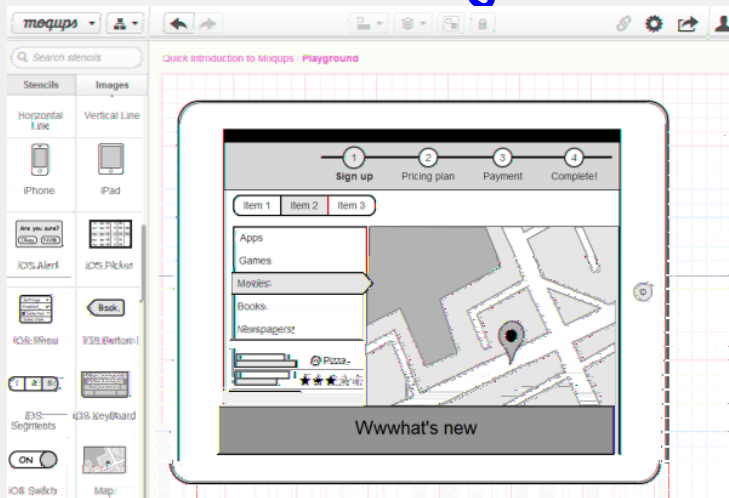 moqups
Search stencils
Quick Introduction to Moqups / Playground
Stencils
Images
Horizontal Line
Vertical Line
iPhone
iPad
Are you sure?
Okay
iOS Alert
iOS Picker
Back
iOS Menu
iOS Button
iOS Segments
iOS Keyboard
ON
iOS Switch
Map
1
2
3
4
Sign up
Pricing plan
Payment
Complete!
Item 1
Item 2
Item 3
Apps
Games
Movies
Books
Newspapers
Pizza
Wwwhat's new